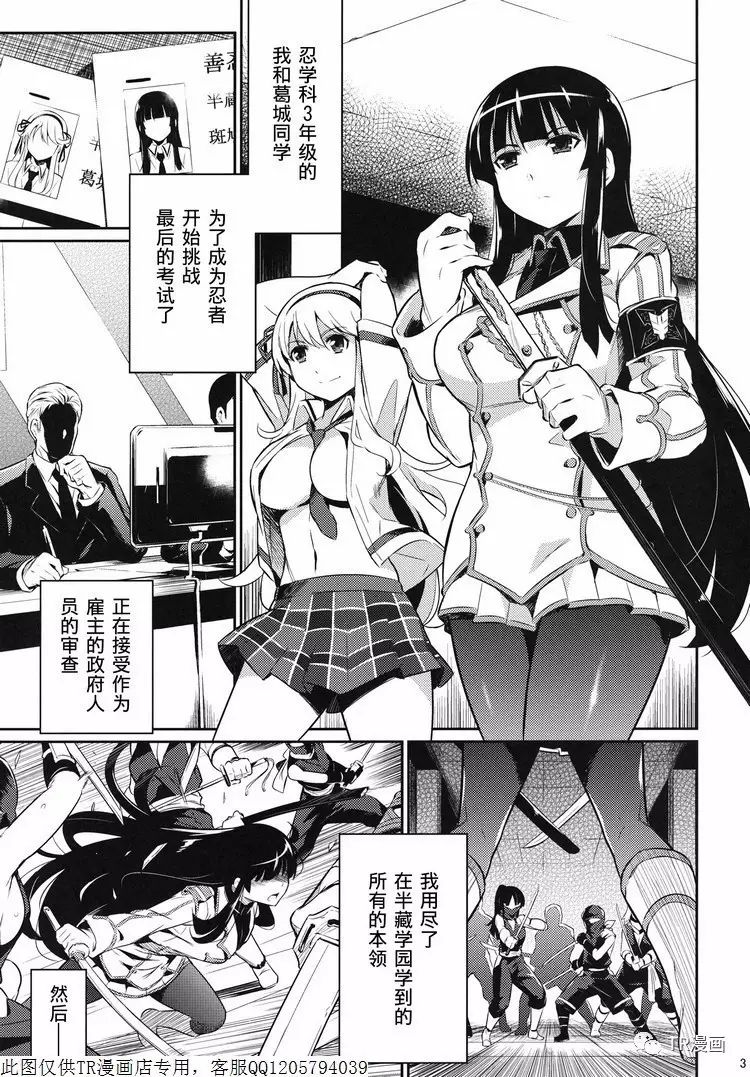 忍学科3年级的
我和葛城同学
善忍
半藏
斑鸠
半藏
葛城
为了成为忍者
开始挑战
最后的考试了
正在接受作为
雇主的政府人
员的审查
我用尽了
在半藏学园学到的
所有的本领
然后——
TR漫画
此图仅供TR漫画店专用，客服QQ1205794039
3